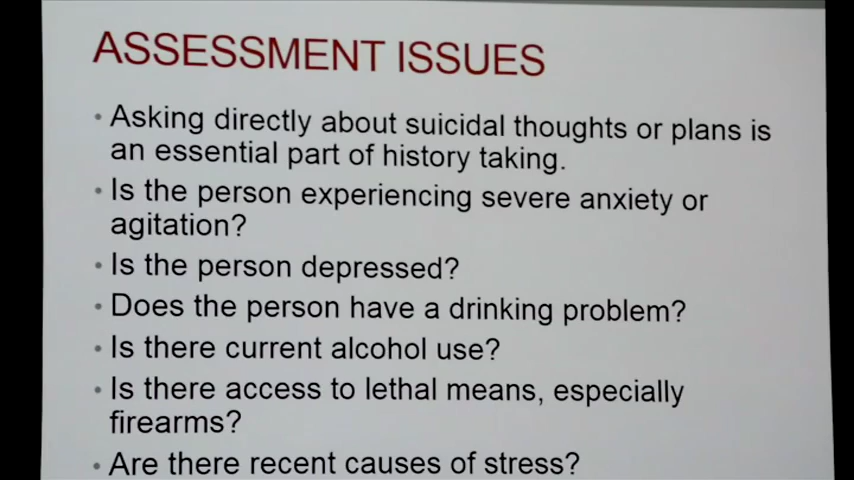 ASSESSMENT ISSUES
• Asking directly about suicidal thoughts or plans is
an essential part of history taking.
• Is the person experiencing severe anxiety or
agitation?
• Is the person depressed?
• Does the person have a drinking problem?
• Is there current alcohol use?
• Is there access to lethal means, especially
firearms?
• Are there recent causes of stress?